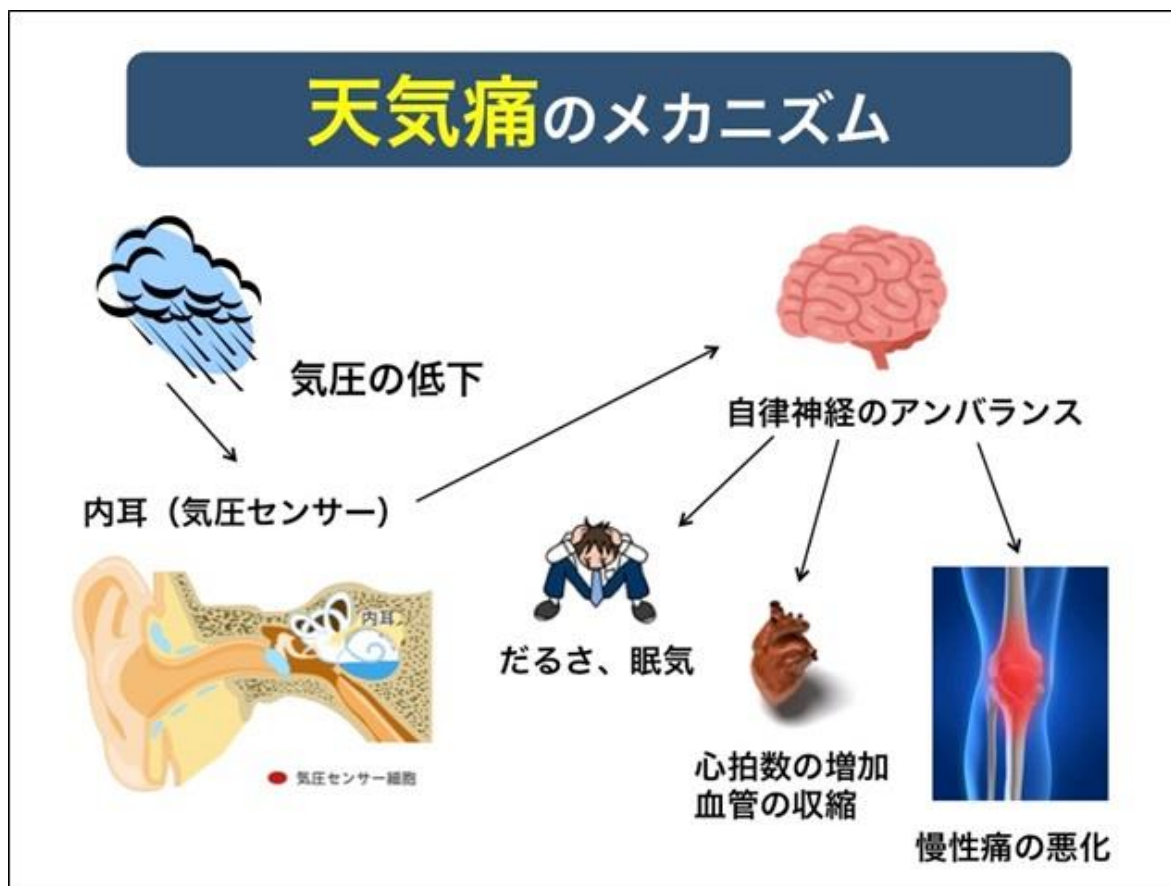 天気痛のメカニズム
気圧の低下
内耳（気圧センサー）
内耳
気圧センサー細胞
自律神経のアンバランス
だるさ、眠気
心拍数の増加
血管の収縮
慢性痛の悪化